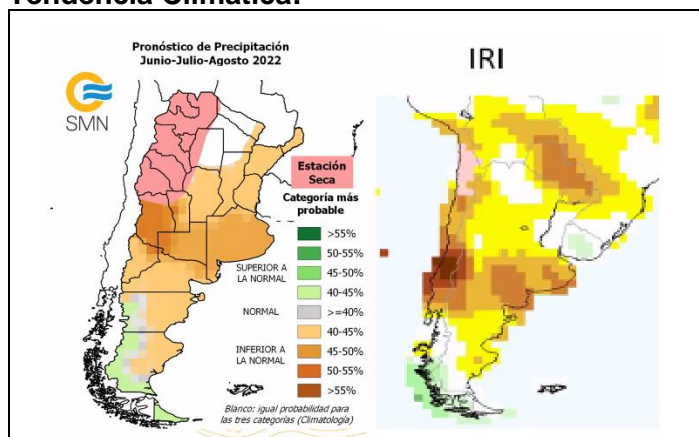 Tendencia Climática:
Pronóstico de Precipitación
Junio-Julio-Agosto 2022
SMN
IRI
Estación
Seca
Categoría más
probable
>55%
50-55%
SUPERIOR A
LA NORMAL
45-50%
40-45%
NORMAL
>=40%
40-45%
INFERIOR A
LA NORMAL
45-50%
50-55%
>55%
Blanco: igual probabilidad para
las tres categorías (Climatología)